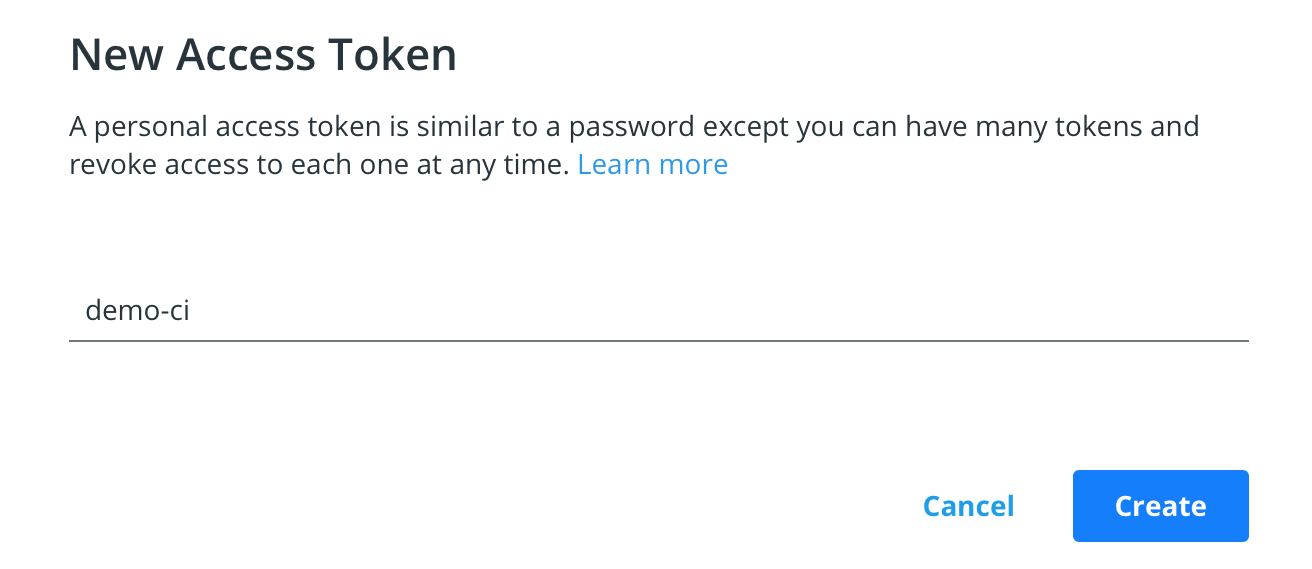 New Access Token
A personal access token is similar to a password except you can have many tokens and
revoke access to each one at any time. Learn more
demo-ci
Cancel
Create